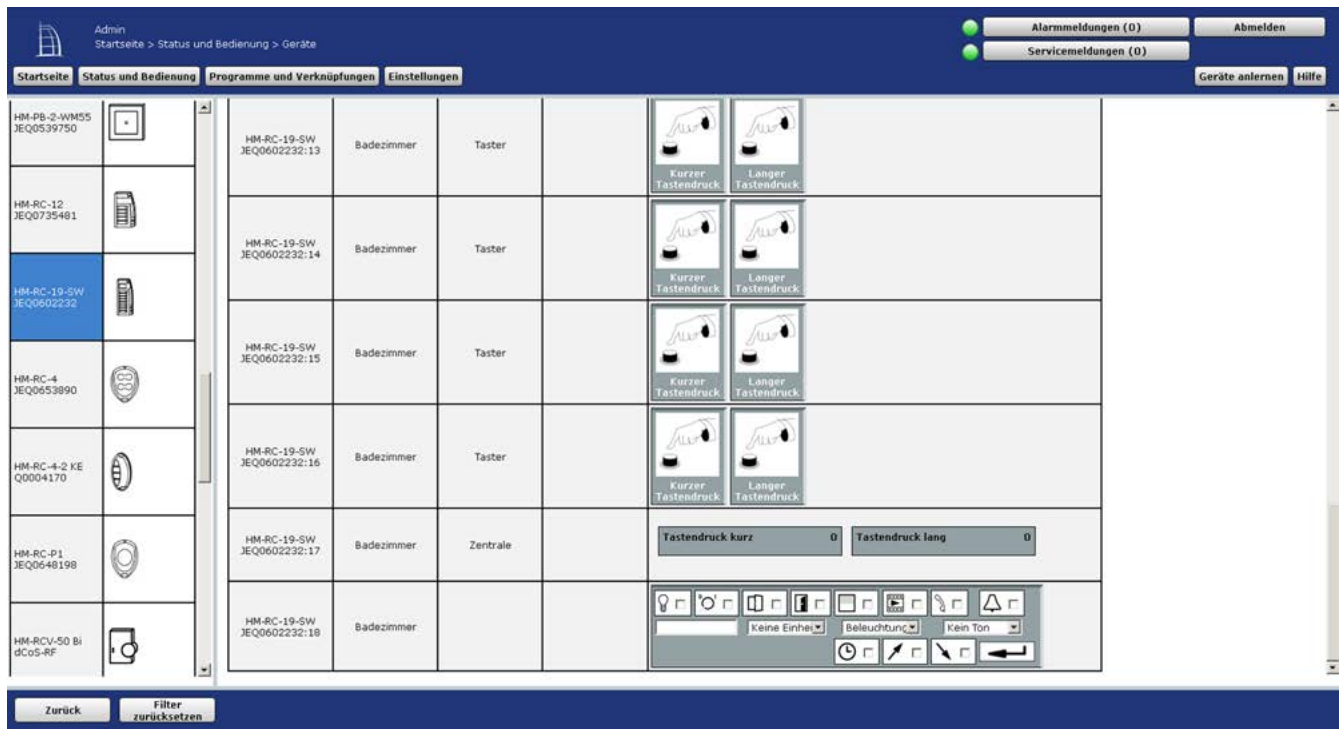 Admin
Startseite > Status und Bedienung > Geräte
Alarmmeldungen (0)
Abmelden
Servicemeldungen (0)
Startseite
Status und Bedienung
Programme und Verknüpfungen
Einstellungen
Geräte anlernen
Hilfe
HM-PB-2-WM55
JEQ0539750
HM-RC-12
JEQ0735481
HM-RC-19-SW
JEQ0602232
HM-RC-4
JEQ0653890
HM-RC-4-2 KE
Q0004170
HM-RC-P1
JEQ0648198
HM-RCV-50 Bi
dCoS-RF
HM-RC-19-SW
JEQ0602232:13
Badezimmer
Taster
Kurzer
Tastendruck
Langer
Tastendruck
HM-RC-19-SW
JEQ0602232:14
Badezimmer
Taster
Kurzer
Tastendruck
Langer
Tastendruck
HM-RC-19-SW
JEQ0602232:15
Badezimmer
Taster
Kurzer
Tastendruck
Langer
Tastendruck
HM-RC-19-SW
JEQ0602232:16
Badezimmer
Taster
Kurzer
Tastendruck
Langer
Tastendruck
HM-RC-19-SW
JEQ0602232:17
Badezimmer
Zentrale
Tastendruck kurz 0
Tastendruck lang 0
HM-RC-19-SW
JEQ0602232:18
Badezimmer
Keine Einhei
Beleuchtung
Kein Ton
Zurück
Filter
zurücksetzen